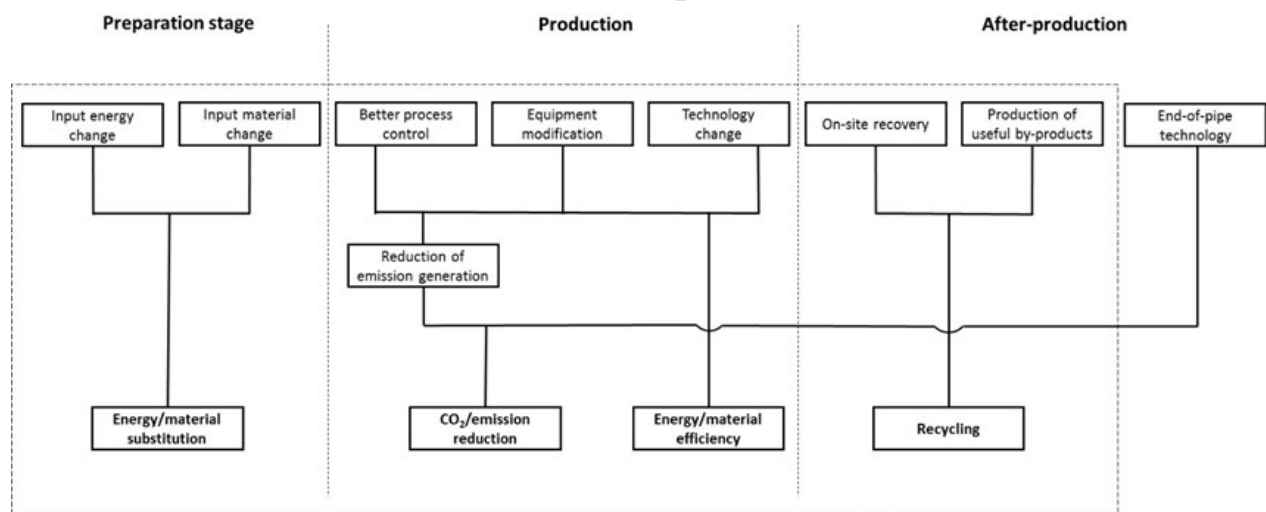 Preparation stage
Production
After-production
Input energy
change
Input material
change
Better process
control
Equipment
modification
Technology
change
On-site recovery
Production of
useful by-products
End-of-pipe
technology
Reduction of
emission generation
Energy/material
substitution
CO₂/emission
reduction
Energy/material
efficiency
Recycling